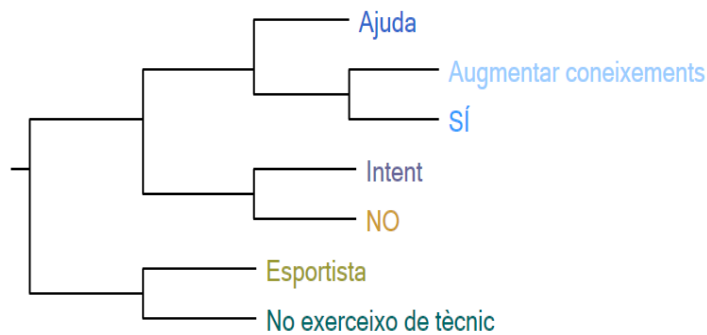 Ajuda
Augmentar coneixements
SÍ
Intent
NO
Esportista
No exerceixo de tècnic